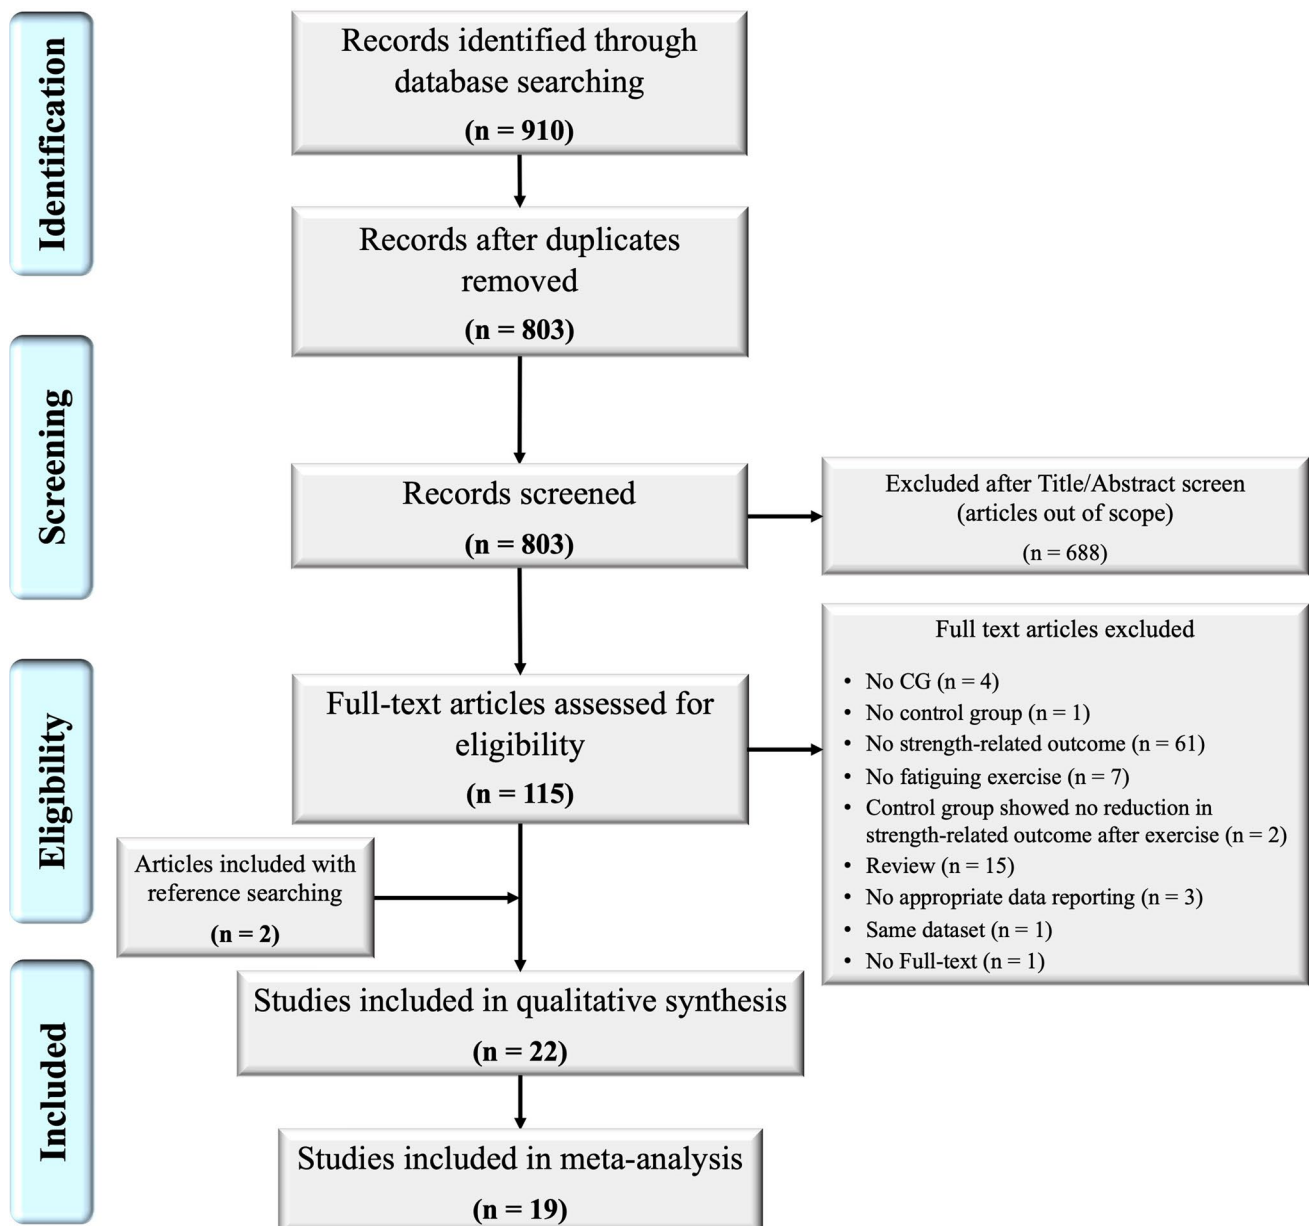 Identification
Records identified through
database searching
(n = 910)
Records after duplicates
removed
(n = 803)
Screening
Records screened
(n = 803)
Excluded after Title/Abstract screen
(articles out of scope)
(n = 688)
Eligibility
Full-text articles assessed for
eligibility
(n = 115)
Full text articles excluded
• No CG (n = 4)
• No control group (n = 1)
• No strength-related outcome (n = 61)
• No fatiguing exercise (n = 7)
• Control group showed no reduction in
strength-related outcome after exercise (n = 2)
• Review (n = 15)
• No appropriate data reporting (n = 3)
• Same dataset (n = 1)
• No Full-text (n = 1)
Articles included with
reference searching
(n = 2)
Included
Studies included in qualitative synthesis
(n = 22)
Studies included in meta-analysis
(n = 19)